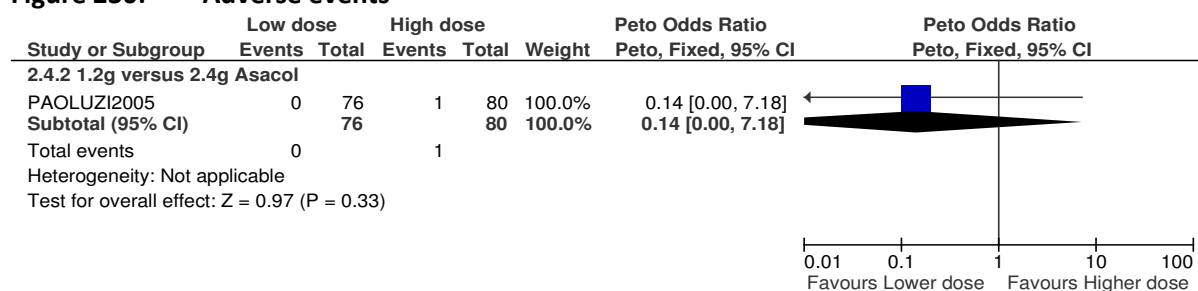 Low dose High dose Peto Odds Ratio Peto Odds Ratio
Study or Subgroup Events Total Events Total Weight Peto, Fixed, 95% CI Peto, Fixed, 95% CI
2.4.2 1.2g versus 2.4g Asacol
PAOLUZI2005 0 76 1 80 100.0% 0.14 [0.00, 7.18]
Subtotal (95% CI) 76 80 100.0% 0.14 [0.00, 7.18]
Total events 0 1
Heterogeneity: Not applicable
Test for overall effect: Z = 0.97 (P = 0.33)
0.01 0.1 1 10 100
Favours Lower dose Favours Higher dose